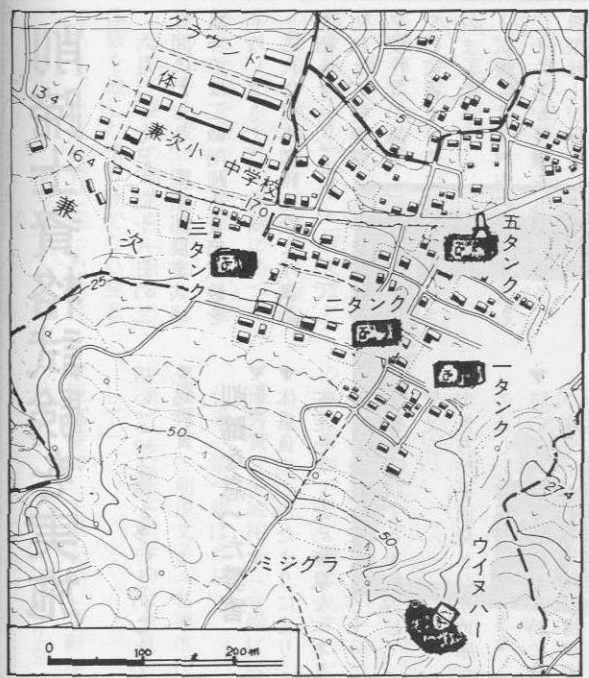 グラウンド
体
兼次小・中学校
13.4
16.4
17.0
5
兼次
三タンク
五タンク
二タンク
一タンク
25
50
50
27.4
ミジグラ
ウイヌハー
0 100 200m